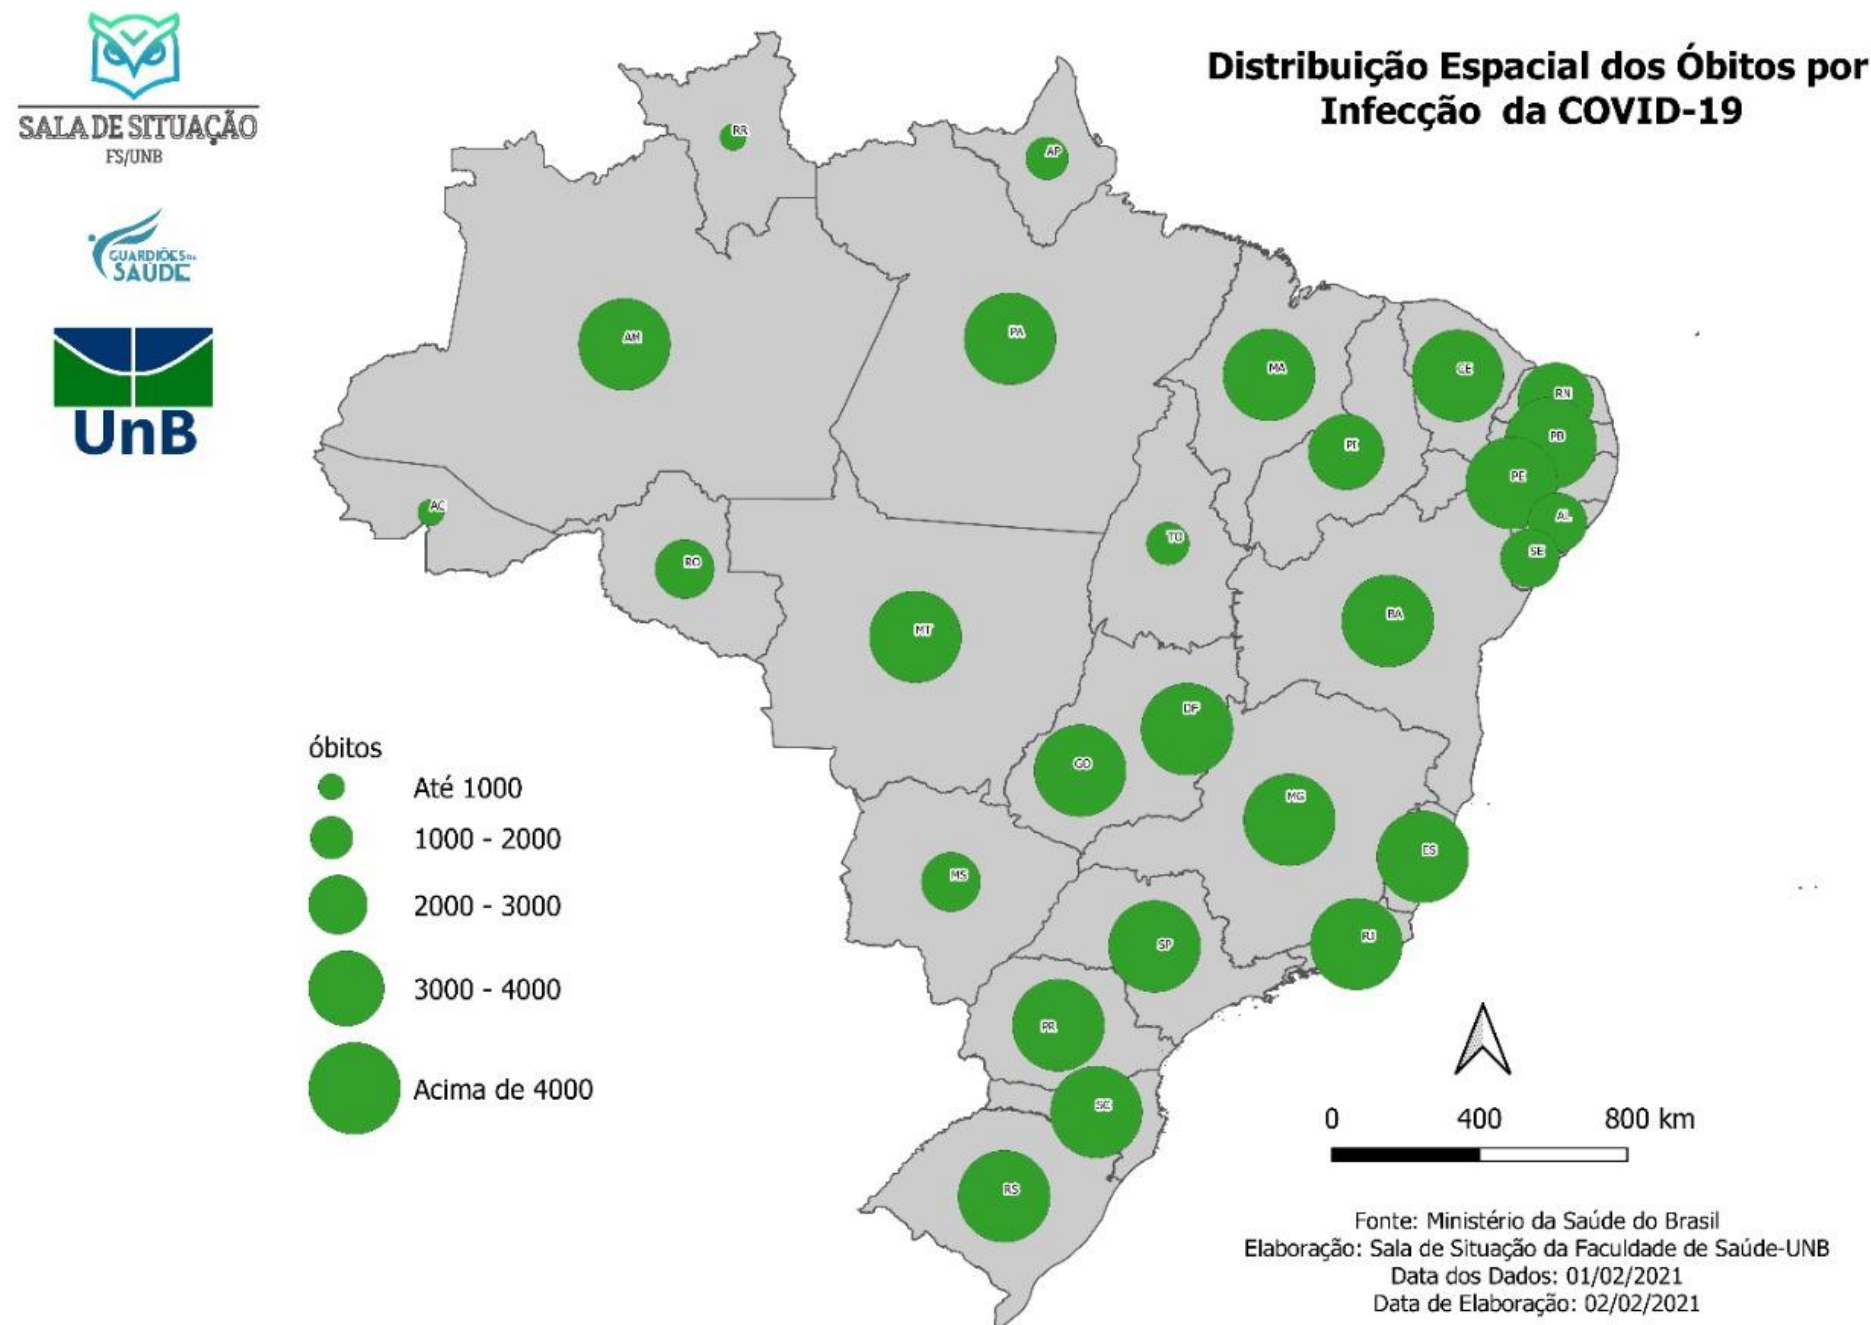 SALA DE SITUAÇÃO
FS/UNB
GUARDIÕES DA
SAÚDE
UnB
Distribuição Espacial dos Óbitos por
Infecção da COVID-19
RR
AP
AM
PA
MA
CE
RN
PI
PB
PE
AC
AL
TO
SE
RO
BA
MT
DF
GO
MG
ES
MS
RJ
SP
PR
SC
RS
óbitos
Até 1000
1000 - 2000
2000 - 3000
3000 - 4000
Acima de 4000
0 400 800 km
Fonte: Ministério da Saúde do Brasil
Elaboração: Sala de Situação da Faculdade de Saúde-UNB
Data dos Dados: 01/02/2021
Data de Elaboração: 02/02/2021